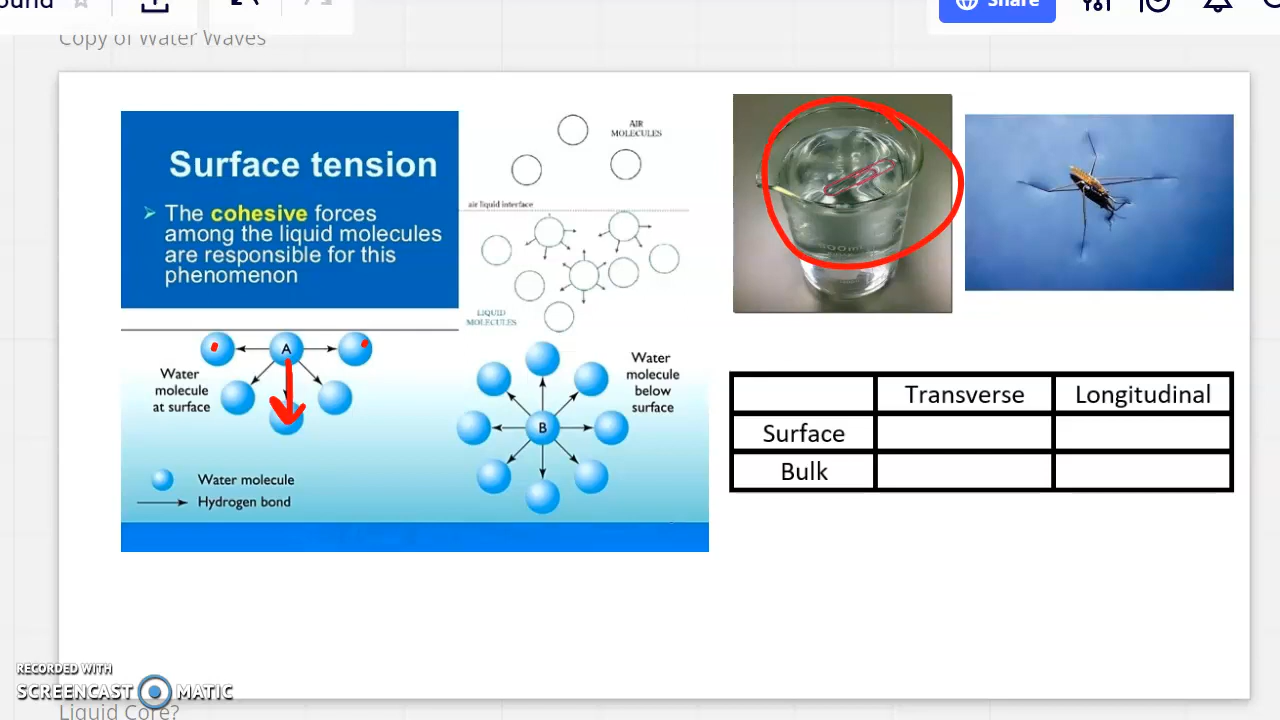 ound
Share
Copy of Water Waves
Surface tension
The cohesive forces
among the liquid molecules
are responsible for this
phenomenon
AIR
MOLECULES
air liquid interface
LIQUID
MOLECULES
A
Water
molecule
at surface
Water
molecule
below
surface
B
Water molecule
Hydrogen bond
Transverse
Longitudinal
Surface
Bulk
RECORDED WITH
SCREENCAST MATIC
Liquid Core?